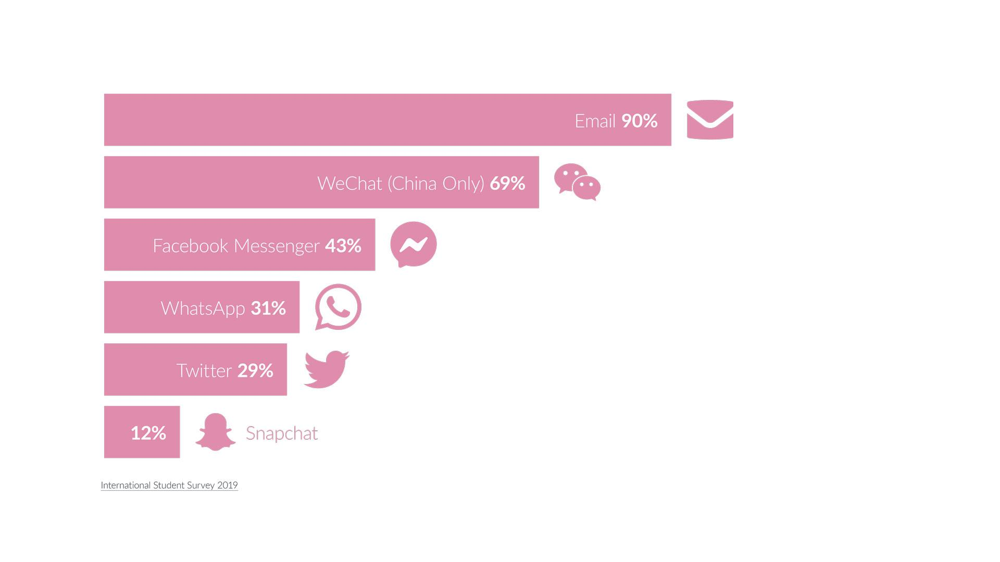 Email 90%
WeChat (China Only) 69%
Facebook Messenger 43%
WhatsApp 31%
Twitter 29%
12% Snapchat
International Student Survey 2019